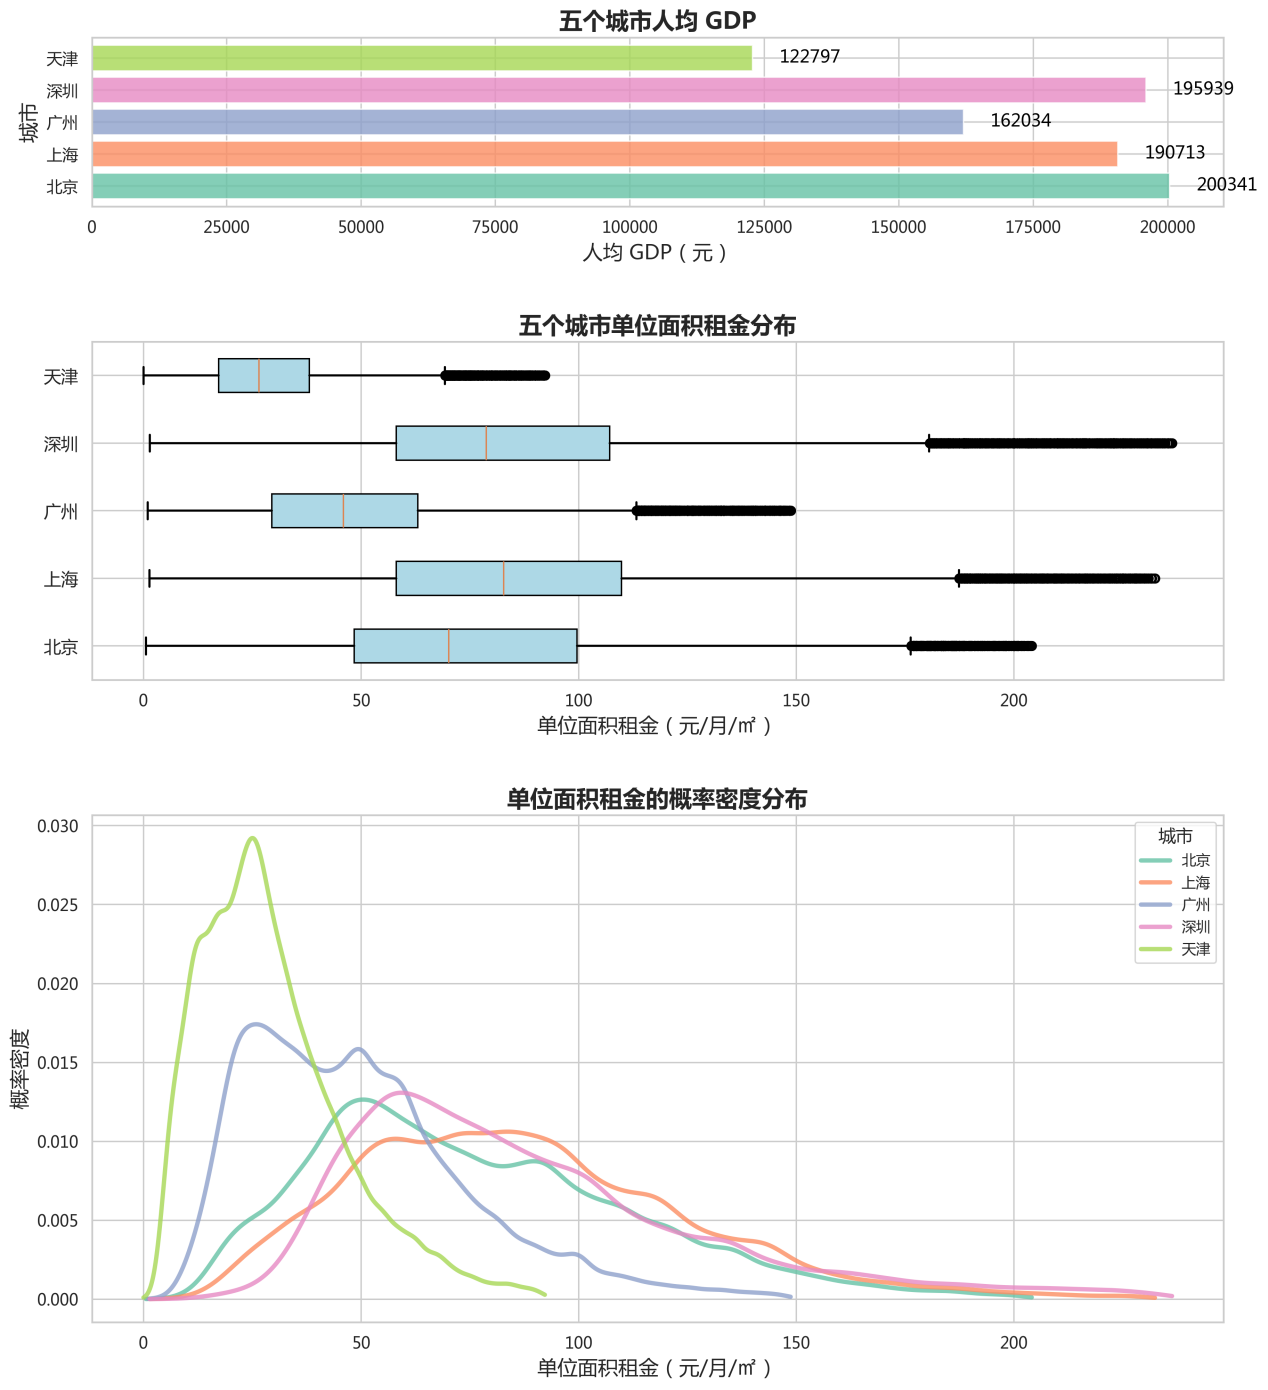 五个城市人均 GDP
城市
天津
122797
深圳
195939
广州
162034
上海
190713
北京
200341
0 25000 50000 75000 100000 125000 150000 175000 200000
人均 GDP（元）
五个城市单位面积租金分布
天津
深圳
广州
上海
北京
0 50 100 150 200
单位面积租金（元/月/㎡）
单位面积租金的概率密度分布
概率密度
0.030
0.025
0.020
0.015
0.010
0.005
0.000
城市
北京
上海
广州
深圳
天津
0 50 100 150 200
单位面积租金（元/月/㎡）